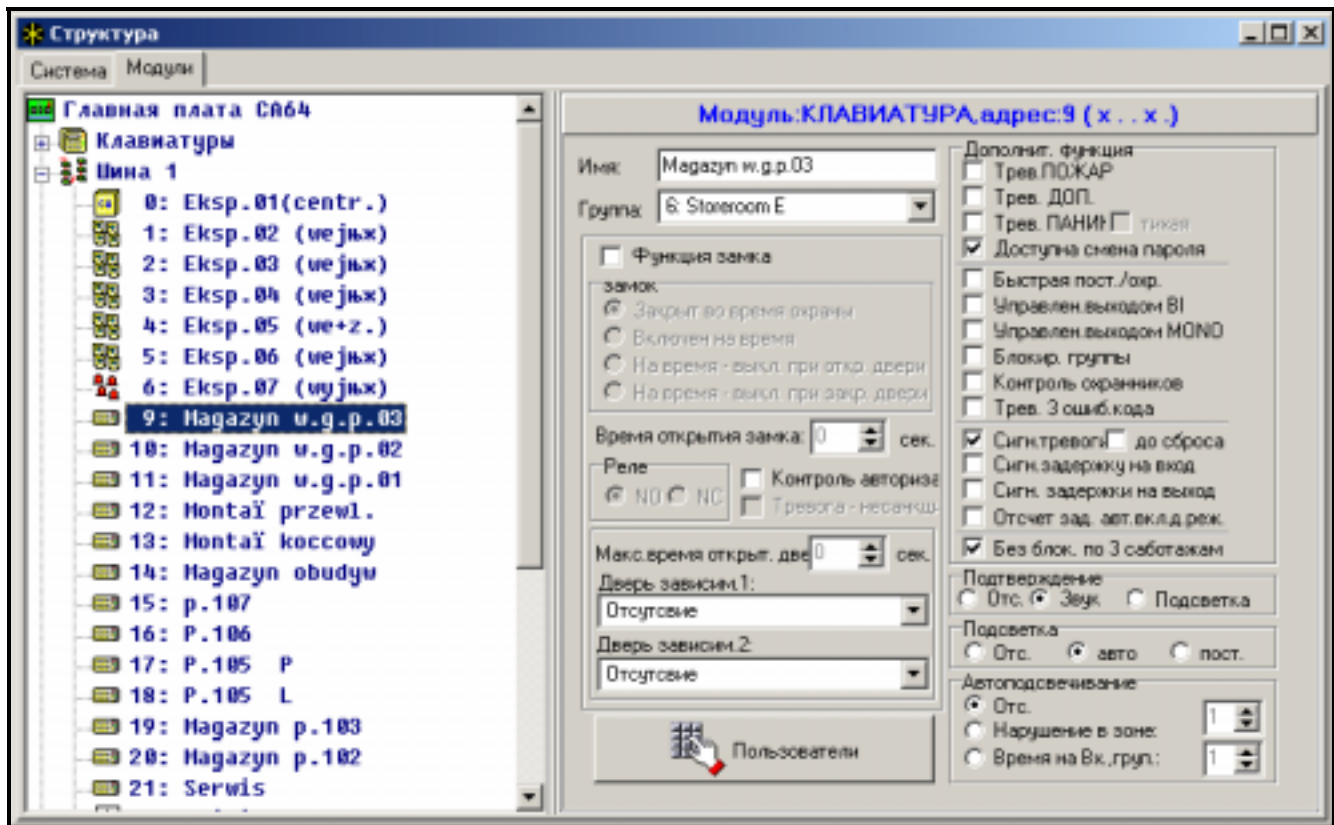 Структура
Система Модули
Главная плата CA64
Клавиатуры
Шина 1
0: Eksp.01(centr.)
1: Eksp.02 (wejњж)
2: Eksp.03 (wejњж)
3: Eksp.04 (wejњж)
4: Eksp.05 (we+z.)
5: Eksp.06 (wejњж)
6: Eksp.07 (wyjњж)
9: Magazyn w.g.p.03
10: Magazyn w.g.p.02
11: Magazyn w.g.p.01
12: Montaї przewl.
13: Montaї koccowy
14: Magazyn obudyw
15: p.107
16: P.106
17: P.105 P
18: P.105 L
19: Magazyn p.103
20: Magazyn p.102
21: Serwis
Модуль:КЛАВИАТУРА,адрес:9 ( x . . x .)
Имя: Magazyn w.g.p.03
Группа: 6: Storeroom E
Функция замка
замок
Закрыт во время охраны
Включен на время
На время - выкл. при откр. двери
На время - выкл. при закр. двери
Время открытия замка: 0 сек.
Реле
NO NC
Контроль авториза
Тревога - несанкц
Макс.время открыт. две 0 сек.
Дверь зависим.1:
Отсутсвие
Дверь зависим.2:
Отсутсвие
Пользователи
Дополнит. функция
Трев.ПОЖАР
Трев. ДОП.
Трев. ПАНИ тихая
Доступна смена пароля
Быстрая пост./охр.
Управлен.выходом BI
Управлен.выходом MONO
Блокир. группы
Контроль охранников
Трев. 3 ошиб.кода
Сигн.тревоги до сброса
Сигн.задержку на вход
Сигн. задержки на выход
Отсчет зад. авт.вкл.д.реж.
Без блок. по 3 саботажам
Подтверждение
Отс. Звук Подсветка
Подсветка
Отс. авто пост.
Автоподсвечивание
Отс.
Нарушение в зоне: 1
Время на Вх.,груп.: 1